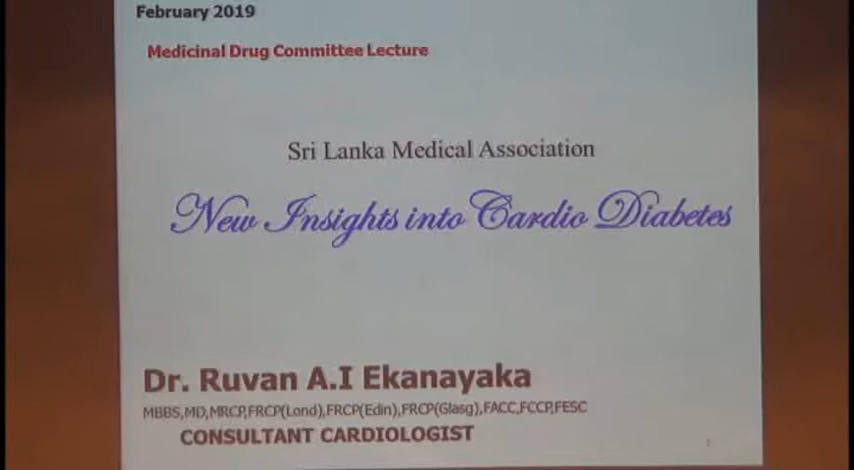 February 2019
Medicinal Drug Committee Lecture
Sri Lanka Medical Association
New Insights into Cardio Diabetes
Dr. Ruvan A.I Ekanayaka
MBBS,MD,MRCP,FRCP(Lond),FRCP(Edin),FRCP(Glasg),FACC,FCCP,FESC
CONSULTANT CARDIOLOGIST
1